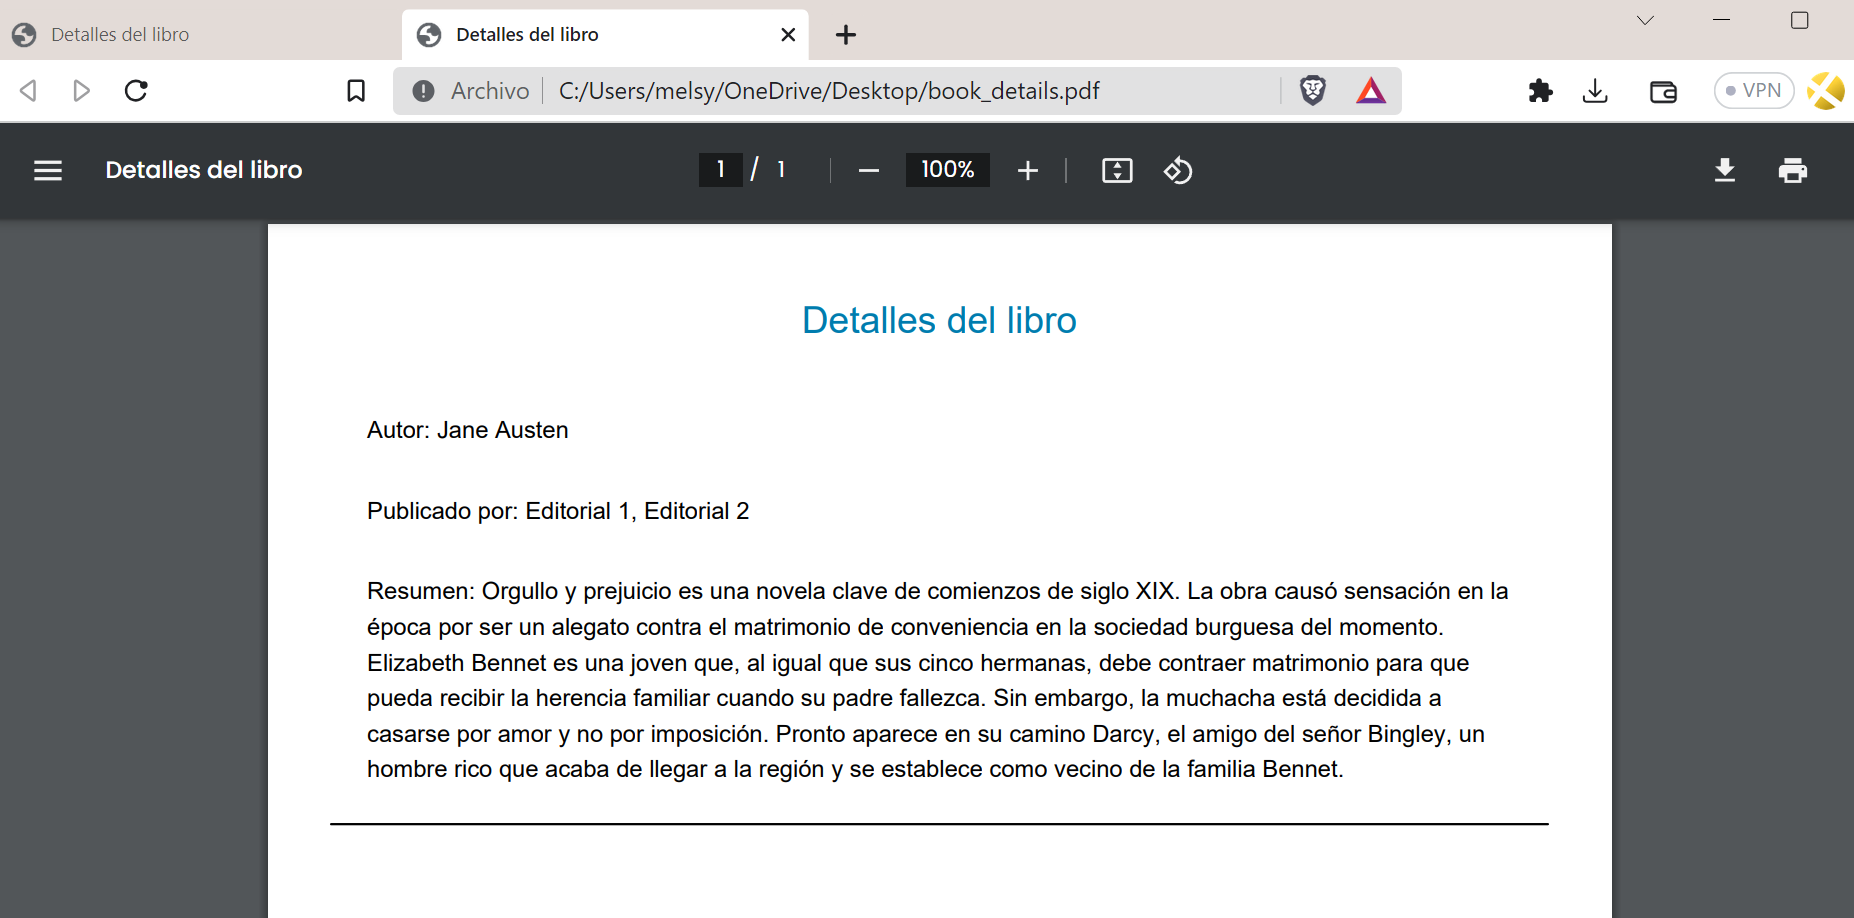 Detalles del libro
Detalles del libro
Archivo C:/Users/melsy/OneDrive/Desktop/book_details.pdf
VPN
Detalles del libro
1 / 1
100%
Detalles del libro
Autor: Jane Austen
Publicado por: Editorial 1, Editorial 2
Resumen: Orgullo y prejuicio es una novela clave de comienzos de siglo XIX. La obra causó sensación en la
época por ser un alegato contra el matrimonio de conveniencia en la sociedad burguesa del momento.
Elizabeth Bennet es una joven que, al igual que sus cinco hermanas, debe contraer matrimonio para que
pueda recibir la herencia familiar cuando su padre fallezca. Sin embargo, la muchacha está decidida a
casarse por amor y no por imposición. Pronto aparece en su camino Darcy, el amigo del señor Bingley, un
hombre rico que acaba de llegar a la región y se establece como vecino de la familia Bennet.